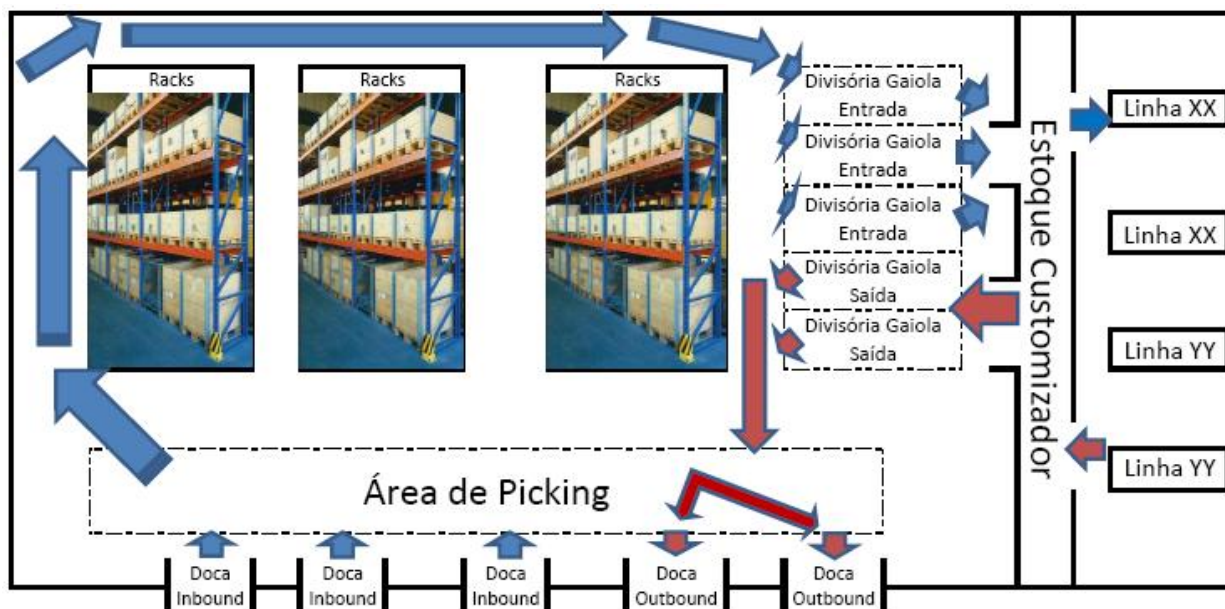 Racks
Racks
Racks
Divisória Gaiola
Entrada
Divisória Gaiola
Entrada
Divisória Gaiola
Entrada
Divisória Gaiola
Saída
Divisória Gaiola
Saída
Estoque Customizador
Linha XX
Linha XX
Linha YY
Linha YY
Área de Picking
Doca
Inbound
Doca
Inbound
Doca
Inbound
Doca
Outbound
Doca
Outbound